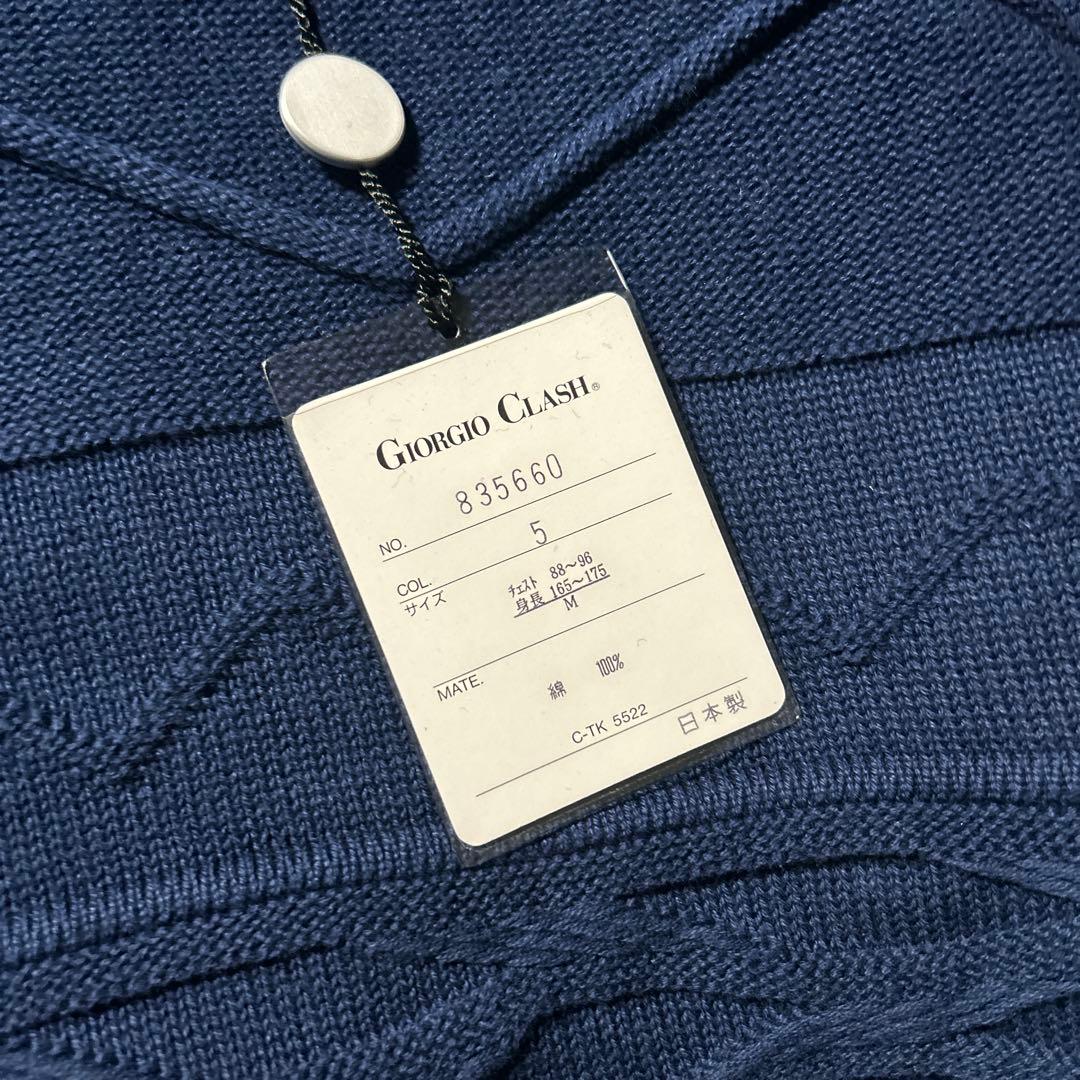 GIORGIO CLASH®
NO. 835660
COL. 5
サイズ チェスト 88〜96
身長 165〜175
M
MATE. 綿 100%
C-TK 5522 日本製